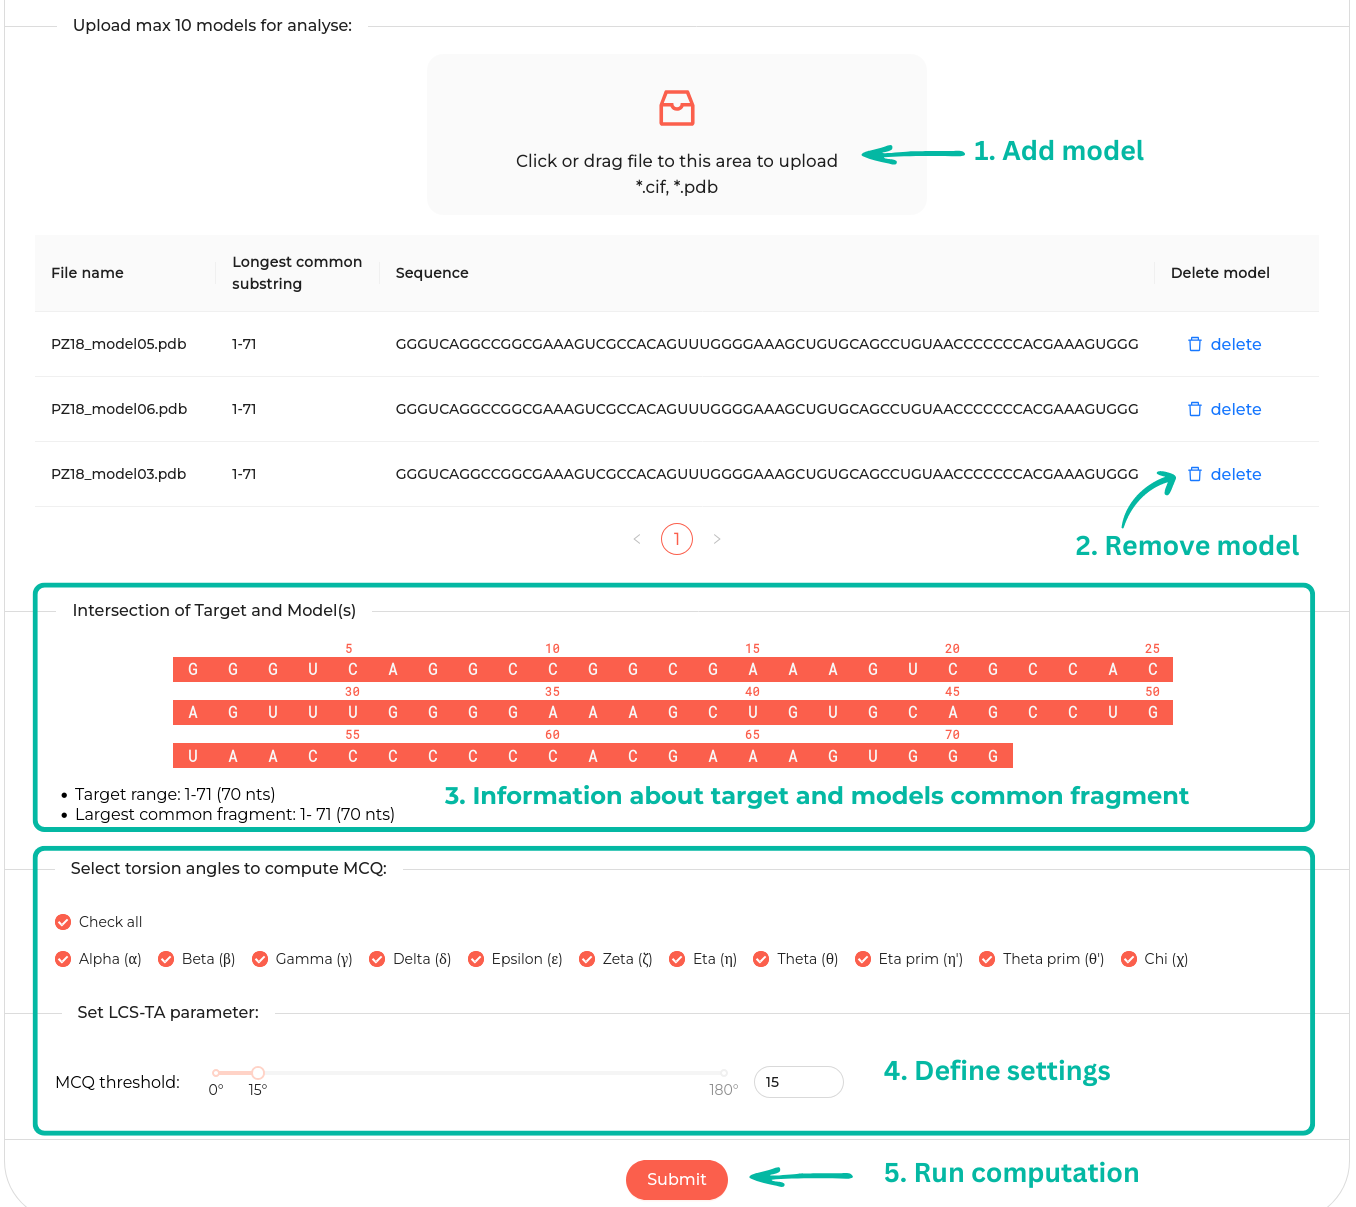 Upload max 10 models for analyse:
Click or drag file to this area to upload
*.cif, *.pdb
1. Add model
File name Longest common substring Sequence Delete model
PZ18_model05.pdb 1-71 GGGUCAGGCCGGCGAAAGUCGCCACAGUUUGGGGAAAGCUGUGCAGCCUGUAACCCCCCCACGAAAGUGGG delete
PZ18_model06.pdb 1-71 GGGUCAGGCCGGCGAAAGUCGCCACAGUUUGGGGAAAGCUGUGCAGCCUGUAACCCCCCCACGAAAGUGGG delete
PZ18_model03.pdb 1-71 GGGUCAGGCCGGCGAAAGUCGCCACAGUUUGGGGAAAGCUGUGCAGCCUGUAACCCCCCCACGAAAGUGGG delete
< 1 >
2. Remove model
Intersection of Target and Model(s)
5 10 15 20 25
G G G U C A G G C C G G C G A A A G U C G C C A C
30 35 40 45 50
A G U U U G G G G A A A G C U G U G C A G C C U G
55 60 65 70
U A A C C C C C C C A C G A A A G U G G G
Target range: 1-71 (70 nts)
Largest common fragment: 1- 71 (70 nts)
3. Information about target and models common fragment
Select torsion angles to compute MCQ:
Check all
Alpha (α) Beta (β) Gamma (γ) Delta (δ) Epsilon (ε) Zeta (ζ) Eta (η) Theta (θ) Eta prim (η') Theta prim (θ') Chi (χ)
Set LCS-TA parameter:
MCQ threshold: 0° 15° 180° 15
4. Define settings
Submit
5. Run computation